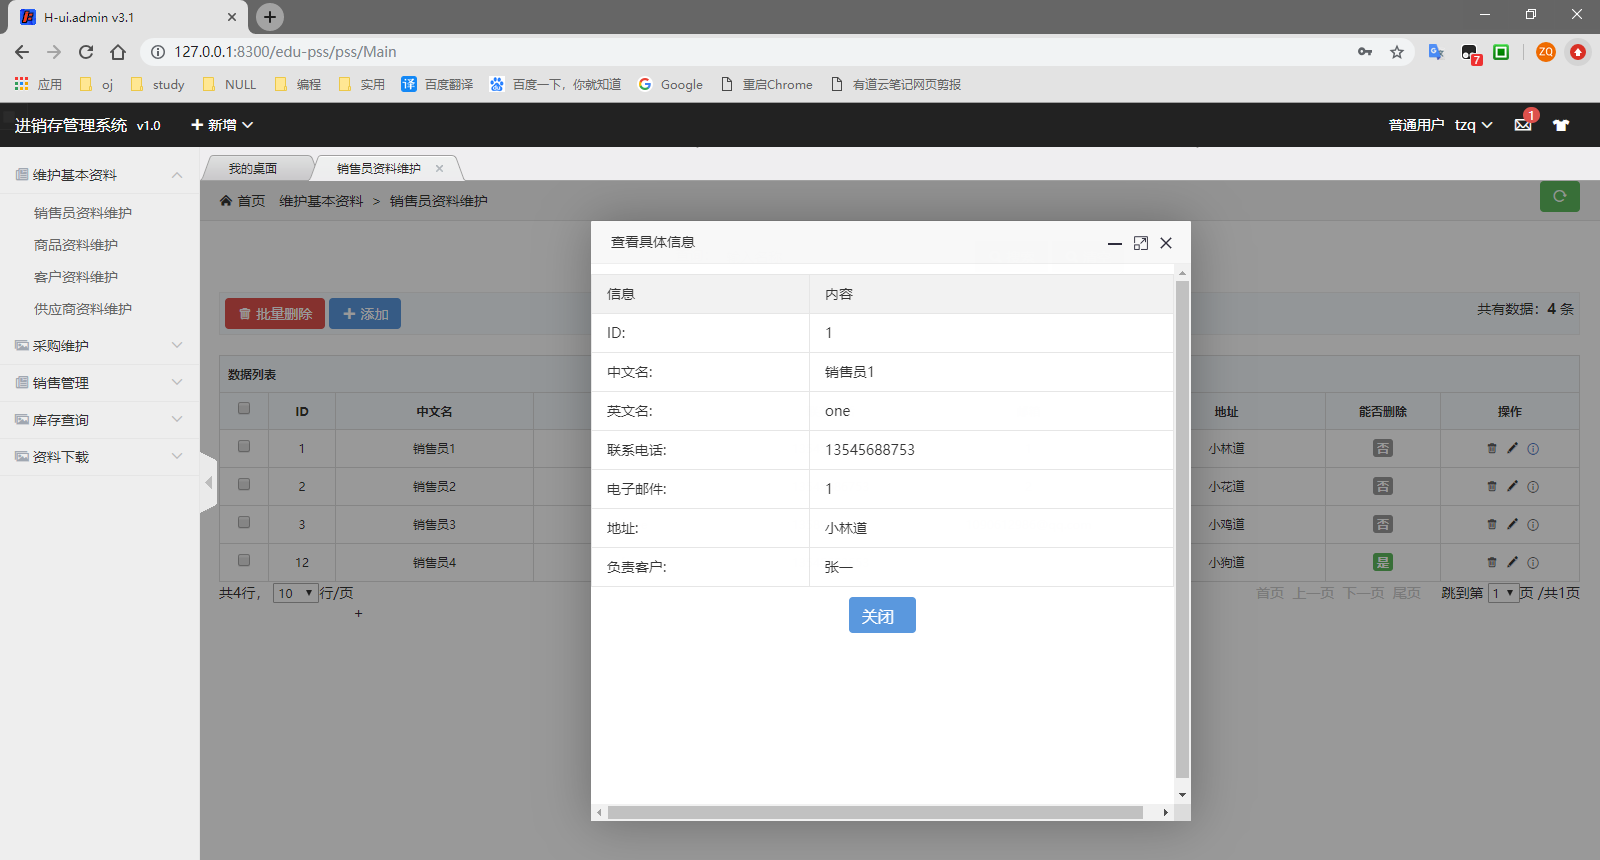 H-ui.admin v3.1
127.0.0.1:8300/edu-pss/pss/Main
ZQ
7
应用 oj study NULL 编程 实用 译 百度翻译 百度一下，你就知道 Google 重启Chrome 有道云笔记网页剪报
进销存管理系统 v1.0 新增 普通用户 tzq 1
维护基本资料
销售员资料维护
商品资料维护
客户资料维护
供应商资料维护
采购维护
销售管理
库存查询
资料下载
我的桌面 销售员资料维护
首页 维护基本资料 > 销售员资料维护
批量删除 添加 共有数据：4 条
数据列表
ID 中文名 地址 能否删除 操作
1 销售员1 小林道 否
2 销售员2 小花道 否
3 销售员3 小鸡道 否
12 销售员4 小狗道 是
共4行， 10 行/页 首页 上一页 下一页 尾页 跳到第 1 页 /共1页
+
查看具体信息
信息 内容
ID: 1
中文名: 销售员1
英文名: one
联系电话: 13545688753
电子邮件: 1
地址: 小林道
负责客户: 张一
关闭